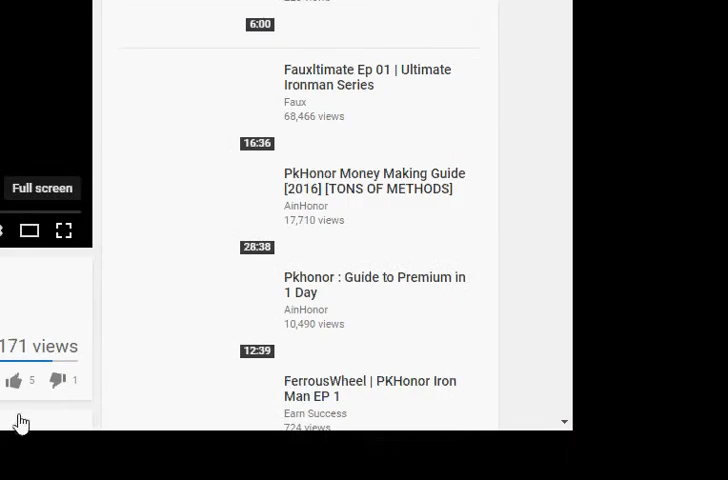 6:00
Fauxltimate Ep 01 | Ultimate
Ironman Series
Faux
68,466 views
16:36
Full screen
PkHonor Money Making Guide
[2016] [TONS OF METHODS]
AinHonor
17,710 views
28:38
Pkhonor : Guide to Premium in
1 Day
AinHonor
10,490 views
12:39
171 views
5 1
FerrousWheel | PKHonor Iron
Man EP 1
Earn Success
724 views